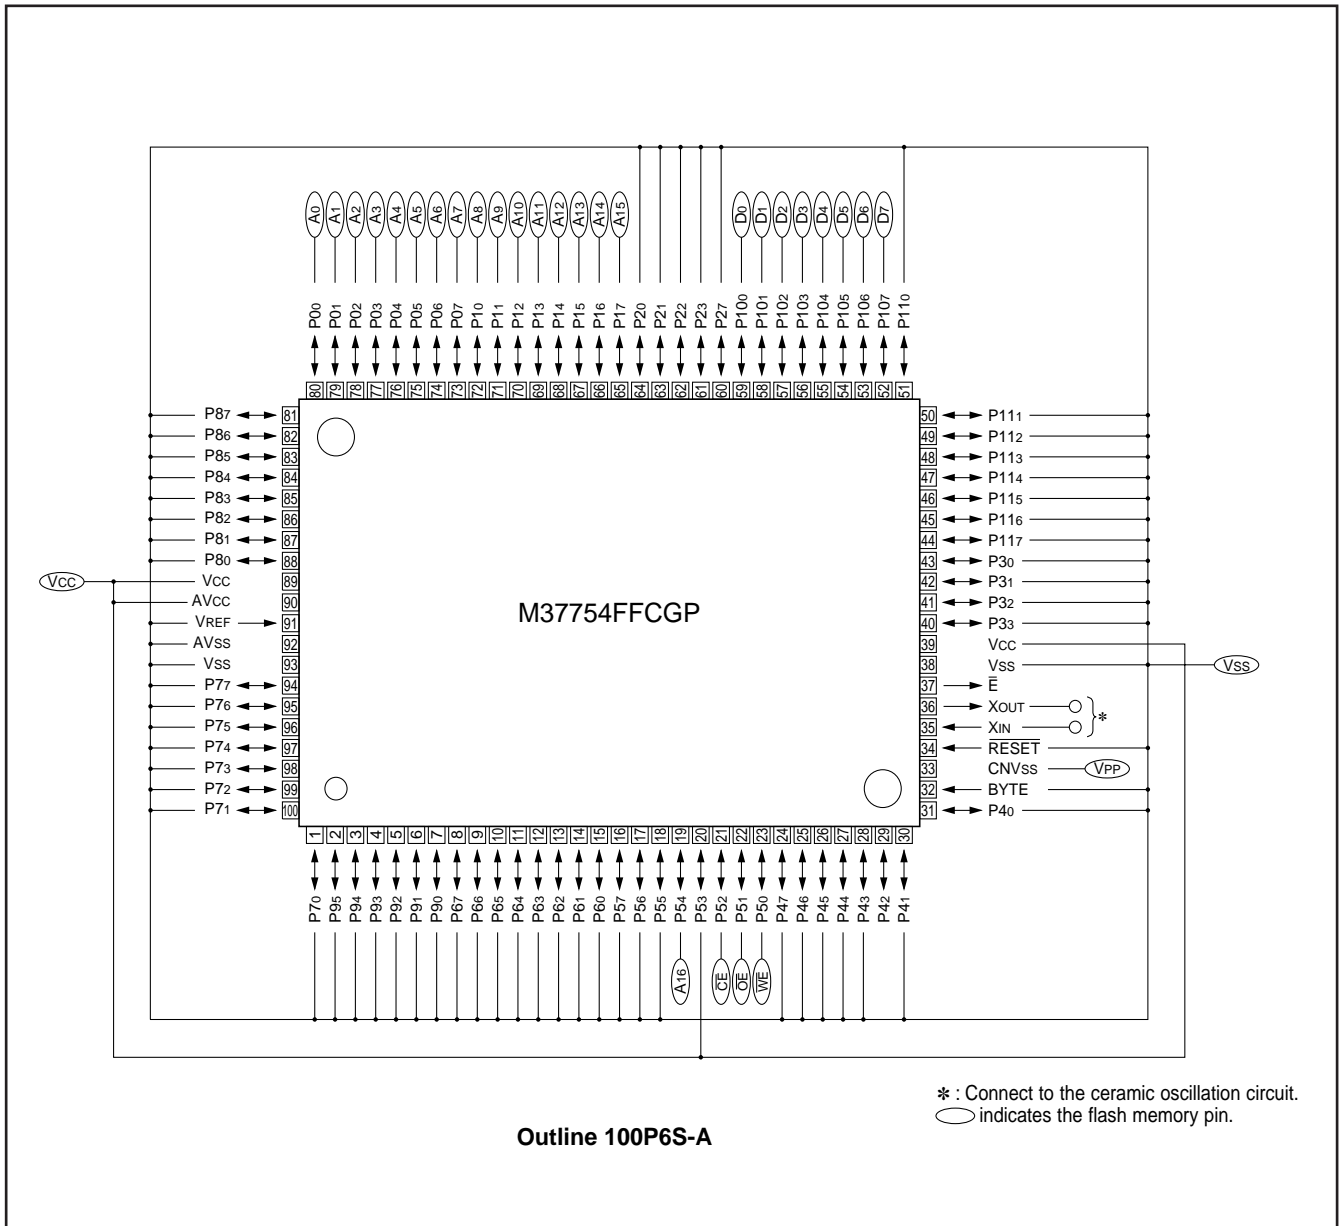 A0 A1 A2 A3 A4 A5 A6 A7 A8 A9 A10 A11 A12 A13 A14 A15 D0 D1 D2 D3 D4 D5 D6 D7
P00 P01 P02 P03 P04 P05 P06 P07 P10 P11 P12 P13 P14 P15 P16 P17 P20 P21 P22 P23 P27 P100 P101 P102 P103 P104 P105 P106 P107 P110
80 79 78 77 76 75 74 73 72 71 70 69 68 67 66 65 64 63 62 61 60 59 58 57 56 55 54 53 52 51
P87 81 50 P111
P86 82 49 P112
P85 83 48 P113
P84 84 47 P114
P83 85 46 P115
P82 86 45 P116
P81 87 44 P117
P80 88 43 P30
Vcc Vcc 89 42 P31
AVcc 90 41 P32
VREF 91 40 P33
M37754FFCGP
AVss 92 39 Vcc
Vss 93 38 Vss Vss
P77 94 37 E̅
P76 95 36 XOUT
P75 96 35 XIN *
P74 97 34 R̅E̅S̅E̅T̅
P73 98 33 CNVss VPP
P72 99 32 BYTE
P71 100 31 P40
1 2 3 4 5 6 7 8 9 10 11 12 13 14 15 16 17 18 19 20 21 22 23 24 25 26 27 28 29 30
P70 P95 P94 P93 P92 P91 P90 P67 P66 P65 P64 P63 P62 P61 P60 P57 P56 P55 P54 P53 P52 P51 P50 P47 P46 P45 P44 P43 P42 P41
A16 C̅E̅ O̅E̅ W̅E̅
* : Connect to the ceramic oscillation circuit.
indicates the flash memory pin.
Outline 100P6S-A